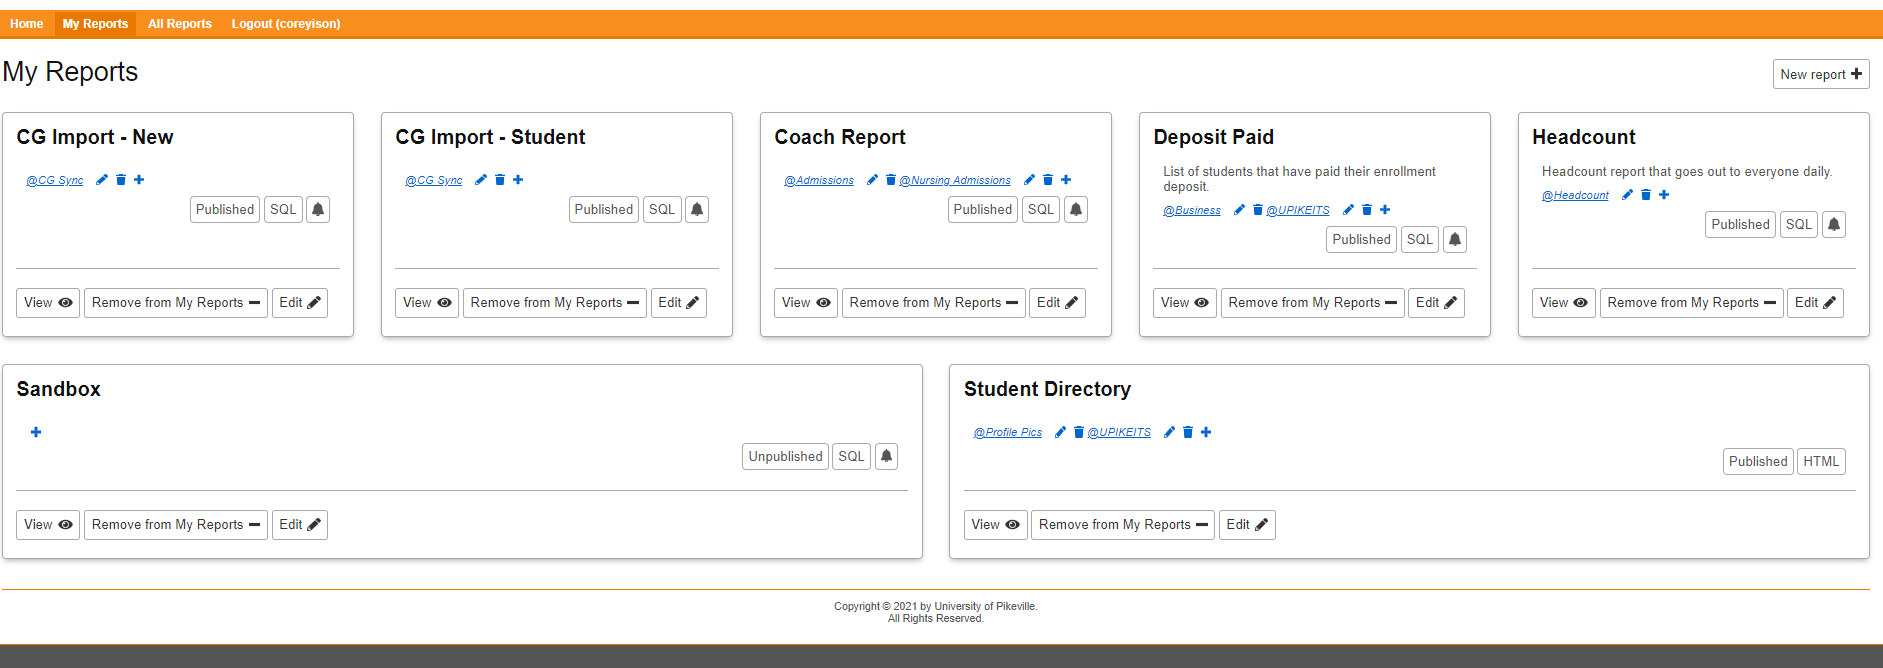 Home My Reports All Reports Logout (coreyison)
My Reports
New report
CG Import - New
@CG Sync
Published SQL
View Remove from My Reports Edit
CG Import - Student
@CG Sync
Published SQL
View Remove from My Reports Edit
Coach Report
@Admissions @Nursing Admissions
Published SQL
View Remove from My Reports Edit
Deposit Paid
List of students that have paid their enrollment
deposit.
@Business @UPIKEITS
Published SQL
View Remove from My Reports Edit
Headcount
Headcount report that goes out to everyone daily.
@Headcount
Published SQL
View Remove from My Reports Edit
Sandbox
Unpublished SQL
View Remove from My Reports Edit
Student Directory
@Profile Pics @UPIKEITS
Published HTML
View Remove from My Reports Edit
Copyright © 2021 by University of Pikeville.
All Rights Reserved.